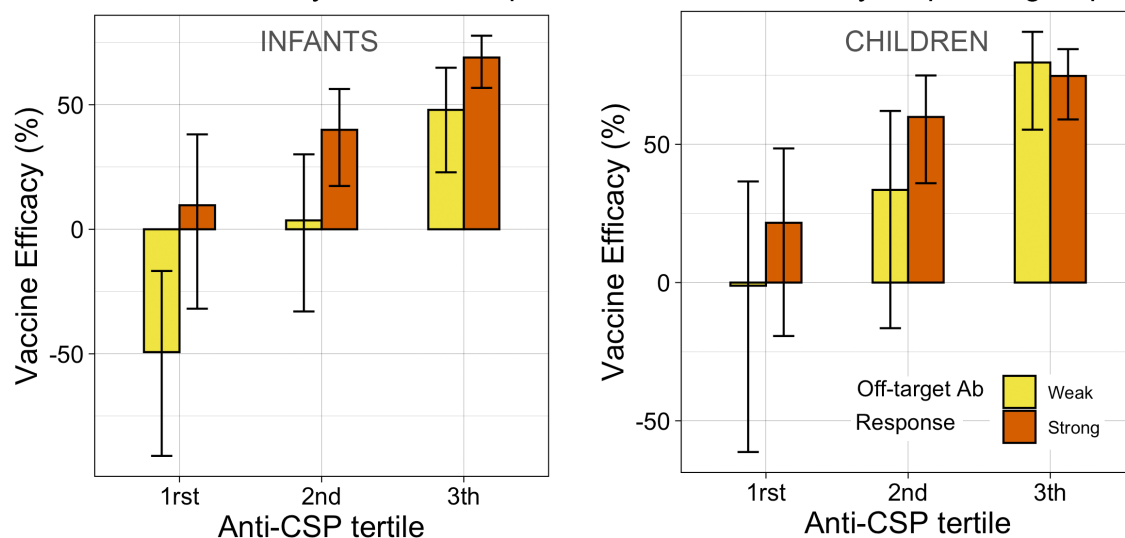 INFANTS
Vaccine Efficacy (%)
50
0
-50
1rst 2nd 3th
Anti-CSP tertile
CHILDREN
Vaccine Efficacy (%)
50
0
-50
Off-target Ab
Response
Weak
Strong
1rst 2nd 3th
Anti-CSP tertile